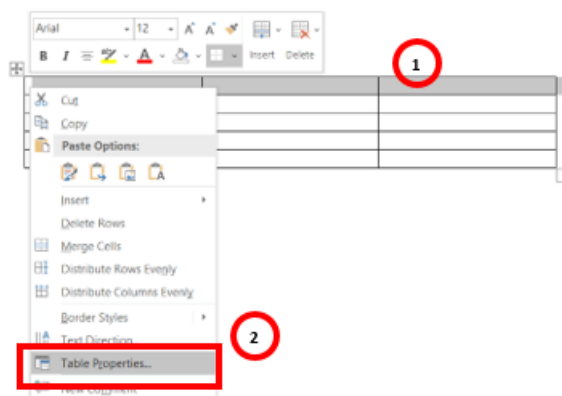 Arial 12 A A
B I A Insert Delete
1
Cut
Copy
Paste Options:
Insert
Delete Rows
Merge Cells
Distribute Rows Evenly
Distribute Columns Evenly
Border Styles
Text Direction
2
Table Properties...
New Comment